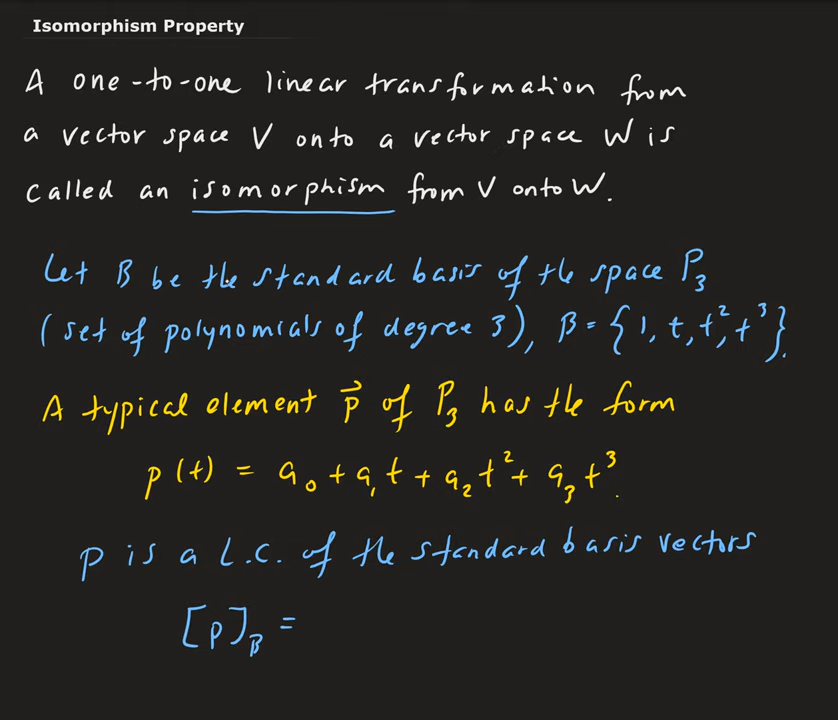 Isomorphism Property
A one-to-one linear transformation from
a vector space V onto a vector space W is
called an isomorphism from V onto W.
Let B be the standard basis of the space P₃
(set of polynomials of degree 3), B = {1, t, t², t³}.
A typical element p⃗ of P₃ has the form
p(t) = a₀ + a₁t + a₂t² + a₃t³.
p is a L.C. of the standard basis vectors
[p]_B =